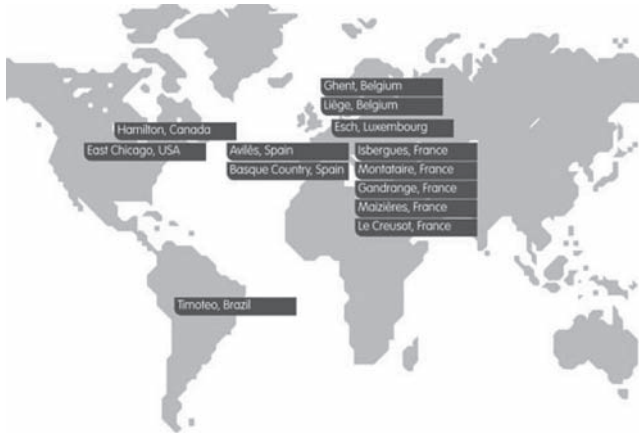 Ghent, Belgium
Liège, Belgium
Esch, Luxembourg
Hamilton, Canada
East Chicago, USA
Avilés, Spain
Isbergues, France
Basque Country, Spain
Montataire, France
Gandrange, France
Maizières, France
Le Creusot, France
Timoteo, Brazil